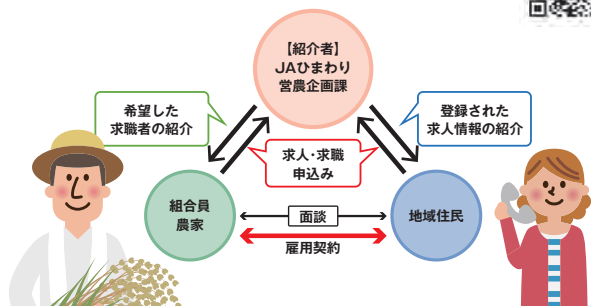 【紹介者】
JAひまわり
営農企画課
希望した
求職者の紹介
登録された
求人情報の紹介
求人・求職
申込み
組合員
農家
面談
地域住民
雇用契約